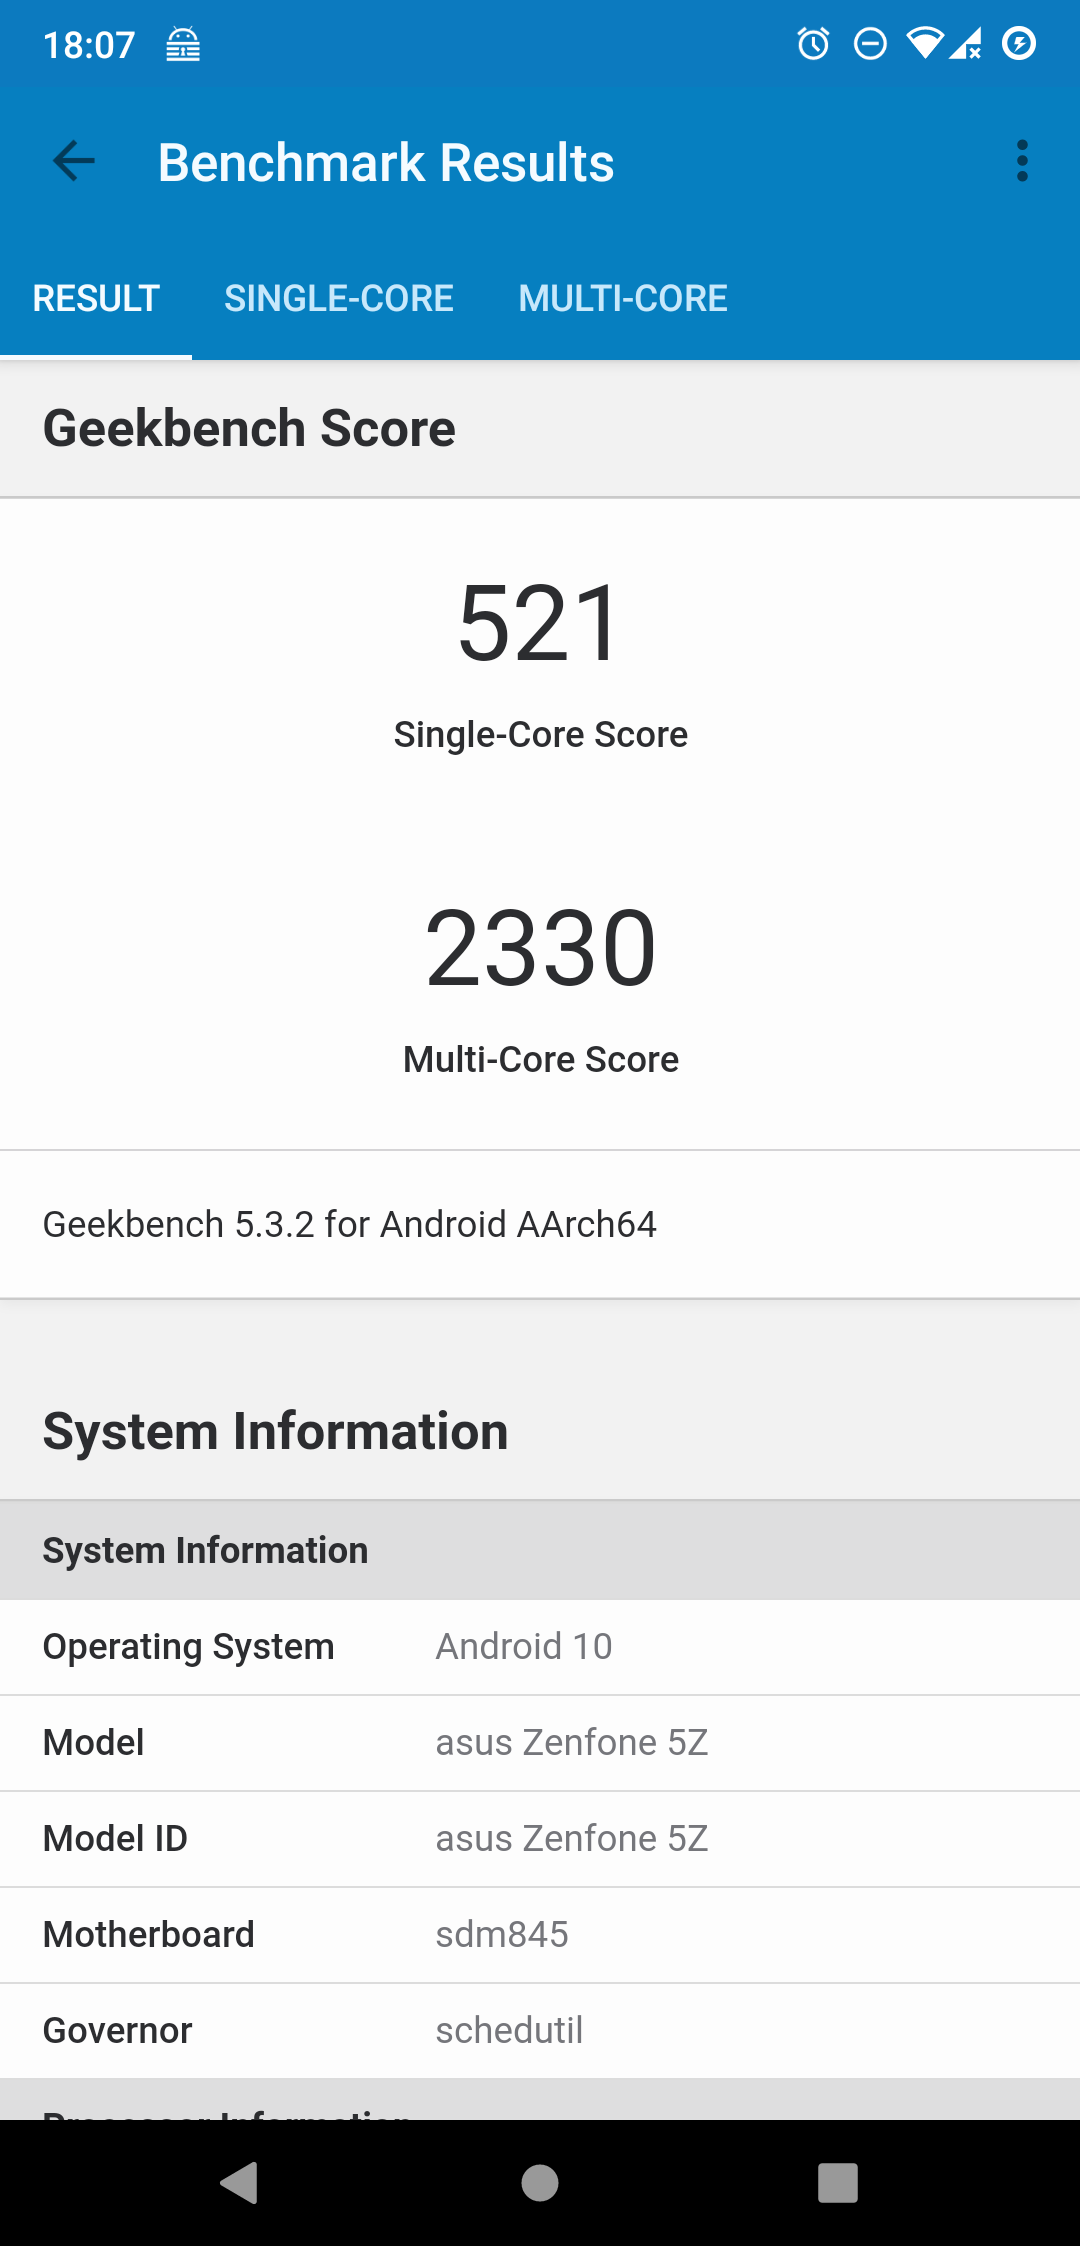 18:07
Benchmark Results
RESULT SINGLE-CORE MULTI-CORE
Geekbench Score
521
Single-Core Score
2330
Multi-Core Score
Geekbench 5.3.2 for Android AArch64
System Information
System Information
Operating System Android 10
Model asus Zenfone 5Z
Model ID asus Zenfone 5Z
Motherboard sdm845
Governor schedutil
Processor Information